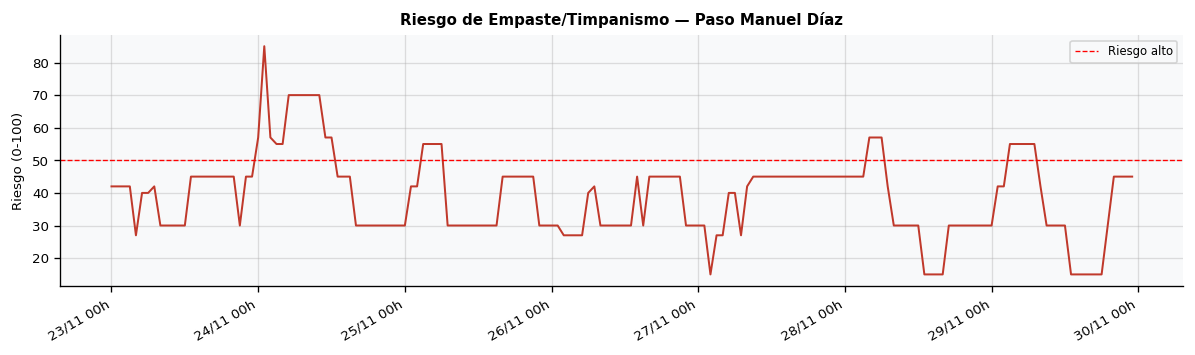 Riesgo de Empaste/Timpanismo — Paso Manuel Díaz
Riesgo alto
Riesgo (0-100)
80
70
60
50
40
30
20
23/11 00h
24/11 00h
25/11 00h
26/11 00h
27/11 00h
28/11 00h
29/11 00h
30/11 00h